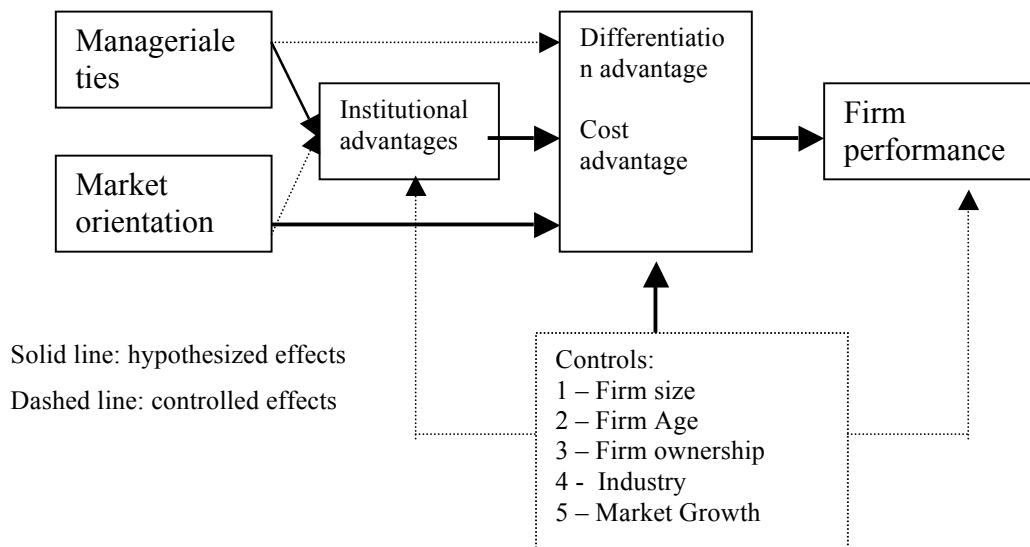 Manageriale
ties
Market
orientation
Institutional
advantages
Differentiatio
n advantage
Cost
advantage
Firm
performance
Solid line: hypothesized effects
Dashed line: controlled effects
Controls:
1 – Firm size
2 – Firm Age
3 – Firm ownership
4 - Industry
5 – Market Growth